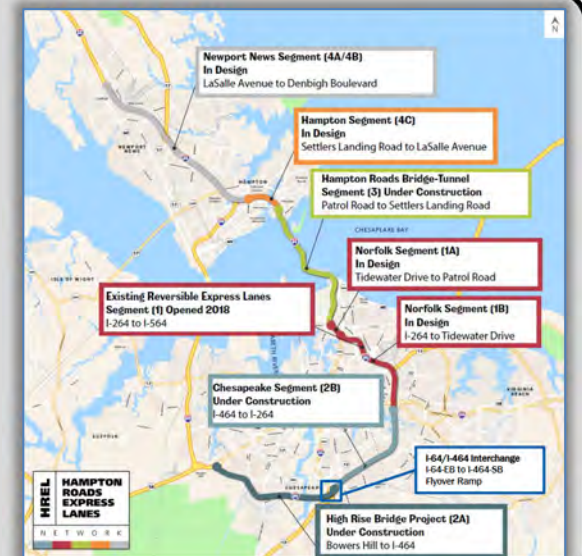 N
Newport News Segment (4A/4B)
In Design
LaSalle Avenue to Denbigh Boulevard
Hampton Segment (4C)
In Design
Settlers Landing Road to LaSalle Avenue
NEWPORT
NEWS
HAMPTON
Hampton Roads Bridge-Tunnel
Segment (3) Under Construction
Patrol Road to Settlers Landing Road
CHESAPEAKE BAY
Norfolk Segment (1A)
In Design
Tidewater Drive to Patrol Road
ISLE OF WIGHT
Existing Reversible Express Lanes
Segment (1) Opened 2018
I-264 to I-564
Norfolk Segment (1B)
In Design
I-264 to Tidewater Drive
Chesapeake Segment (2B)
Under Construction
I-464 to I-264
VIRGINIA
BEACH
SUFFOLK
I-64/I-464 Interchange
I-64-EB to I-464-SB
Flyover Ramp
CHESAPEAKE
HREL
HAMPTON
ROADS
EXPRESS
LANES
NETWORK
High Rise Bridge Project (2A)
Under Construction
Bowers Hill to I-464